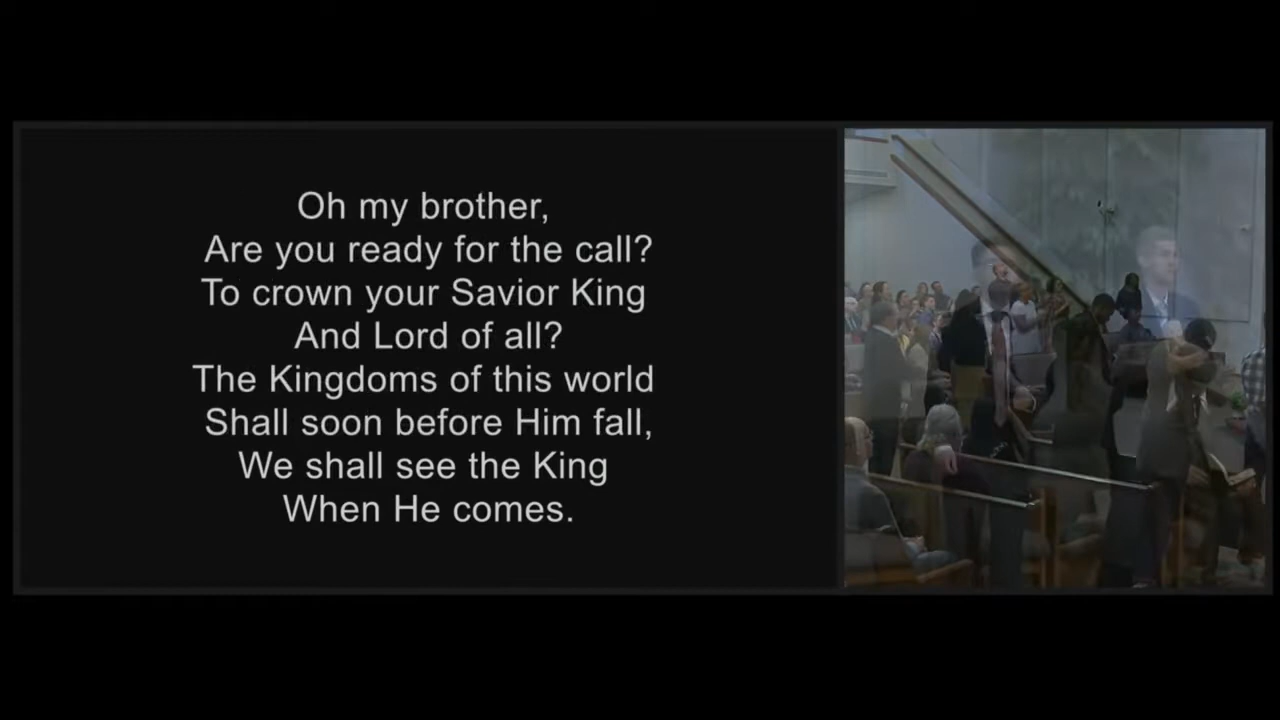 Oh my brother,
Are you ready for the call?
To crown your Savior King
And Lord of all?
The Kingdoms of this world
Shall soon before Him fall,
We shall see the King
When He comes.